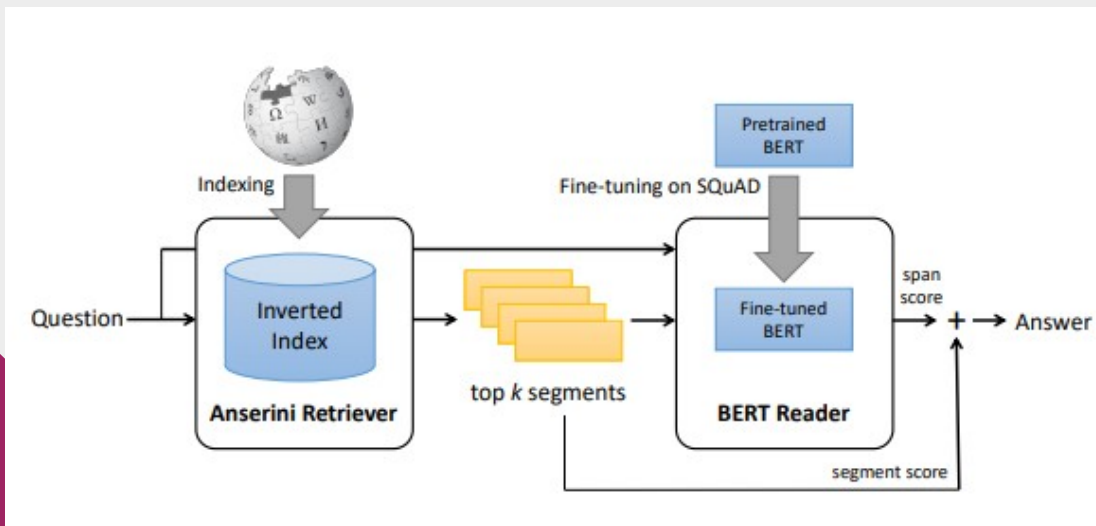 Ω
W
И
Indexing
Pretrained
BERT
Fine-tuning on SQuAD
Question
Inverted
Index
Anserini Retriever
top k segments
Fine-tuned
BERT
BERT Reader
span
score
+
Answer
segment score